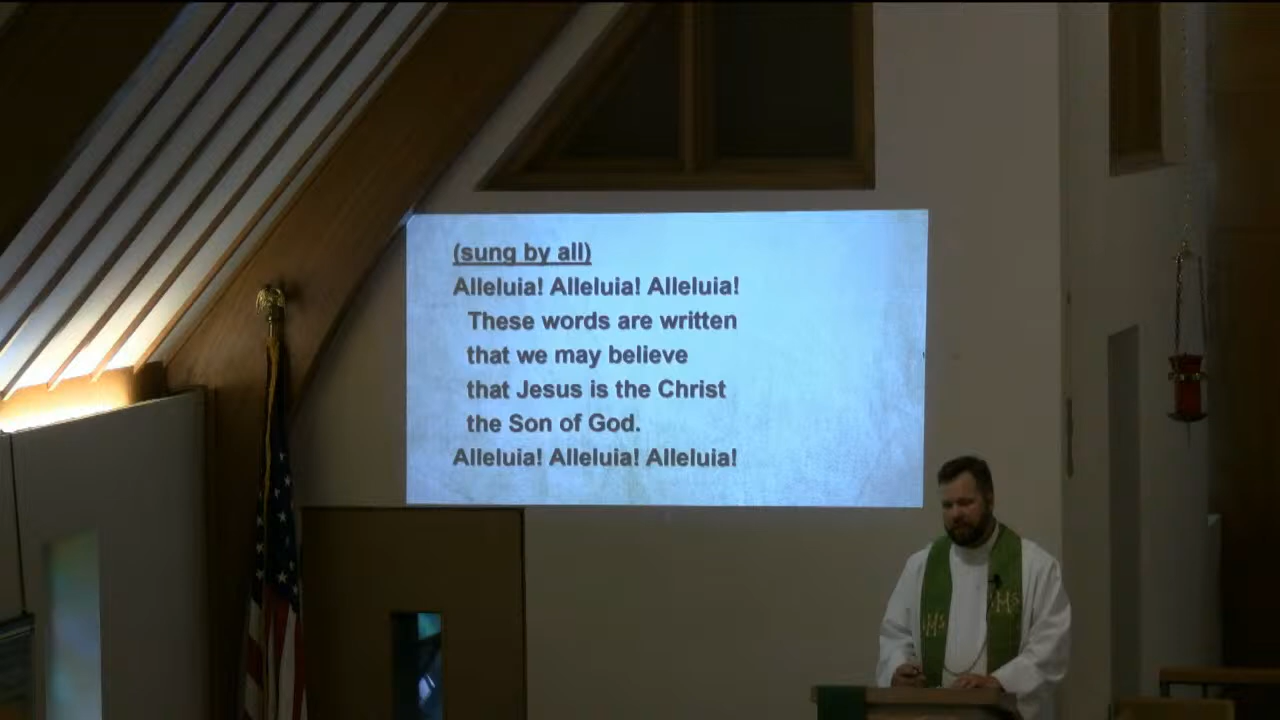 (sung by all)
Alleluia! Alleluia! Alleluia!
These words are written
that we may believe
that Jesus is the Christ
the Son of God.
Alleluia! Alleluia! Alleluia!